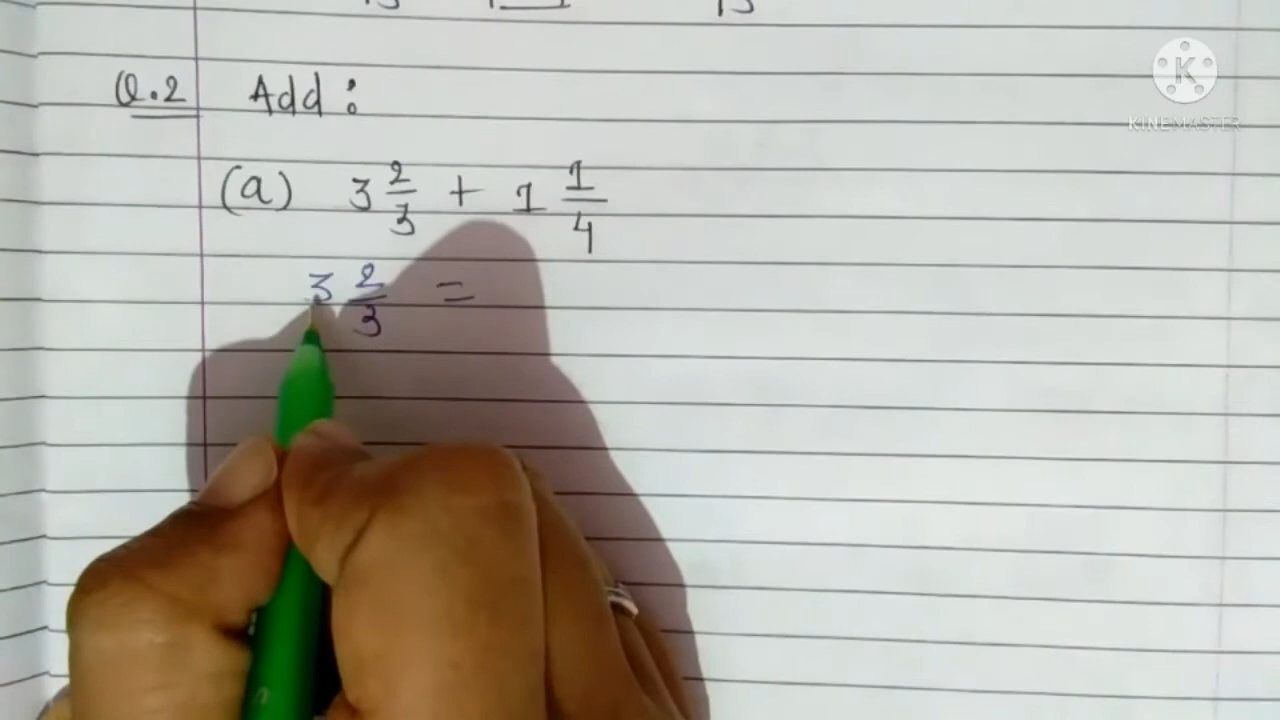 Q.2 Add :
(a) 3 2/3 + 1 1/4
3 2/3 =
KINEMASTER